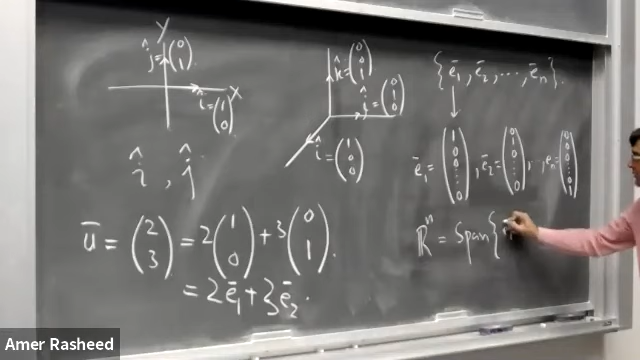 Y
ĵ = (0 1)
X
î = (1 0)
î , ĵ
ū = (2 3) = 2 (1 0) + 3 (0 1) .
= 2ē₁ + 3ē₂ .
k̂ = (0 0 1)
ĵ = (0 1 0)
î = (1 0 0)
{ē₁, ē₂, ..., ēn} .
ē₁ = (1 0 0 0 ⋮ 0) , ē₂ = (0 1 0 ⋮ 0) , ..., ēn = (0 0 0 ⋮ 0 1)
ℝⁿ = Span{
Amer Rasheed